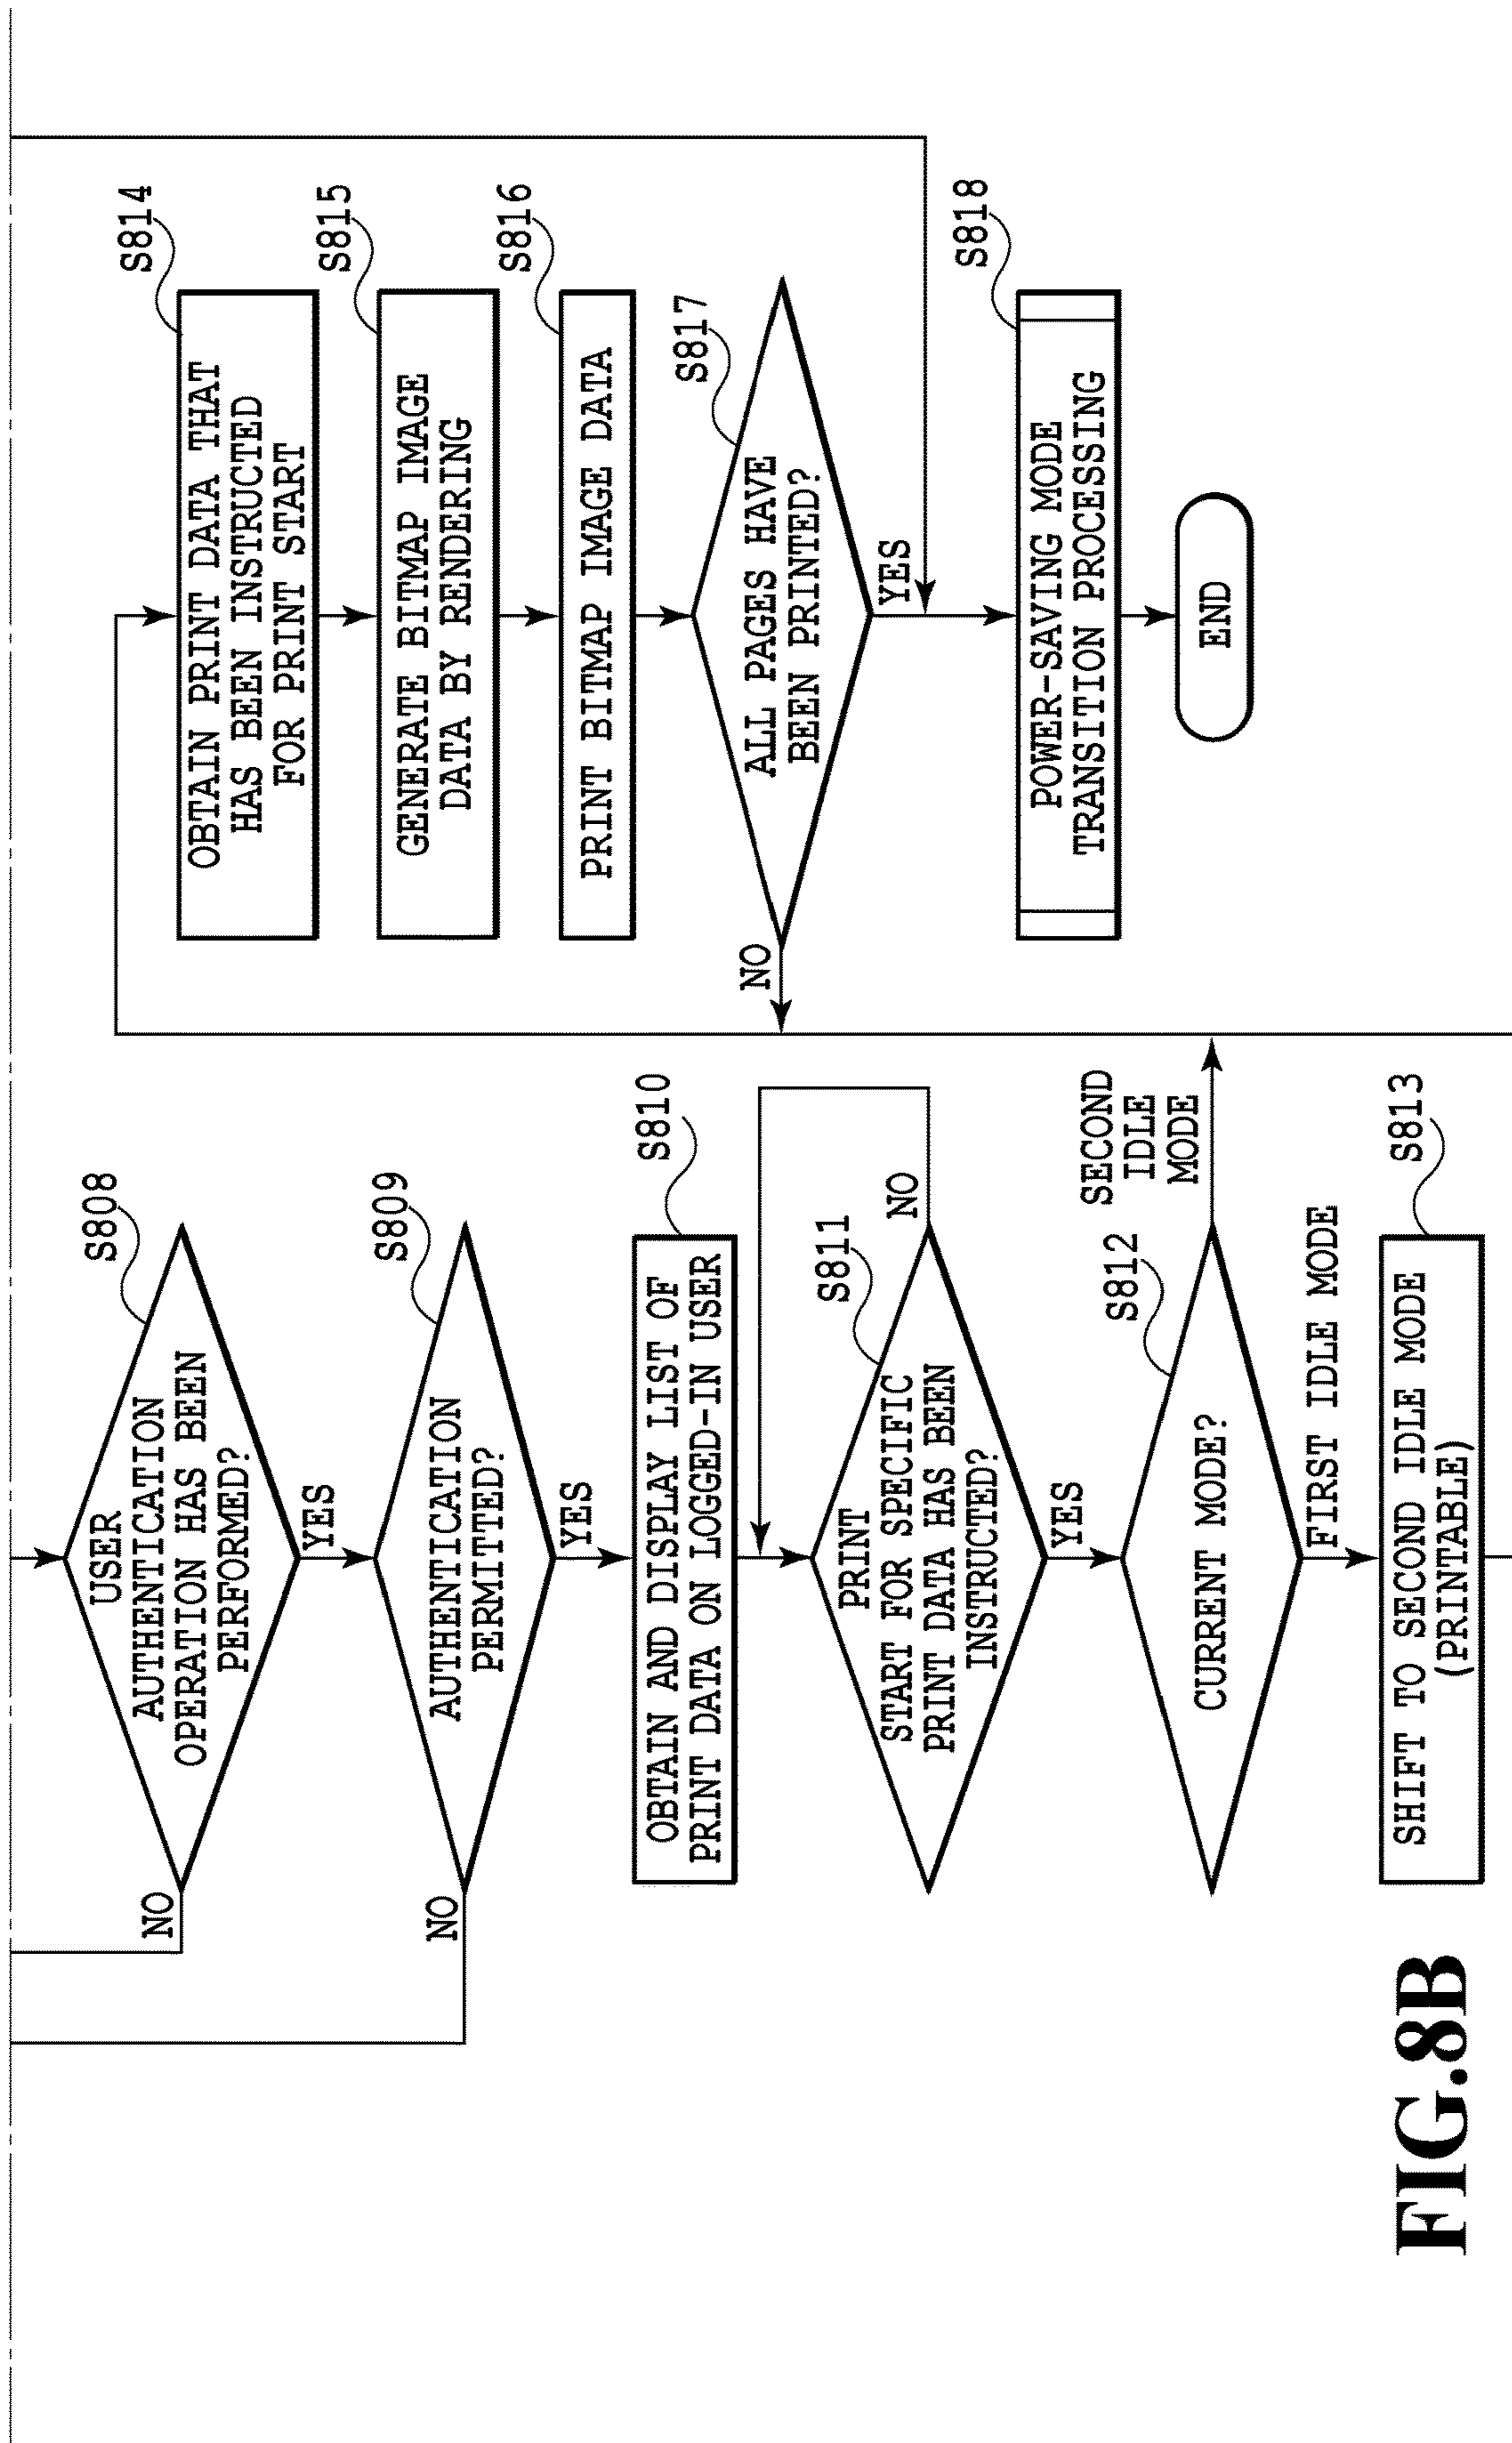 S808
USER
AUTHENTICATION
OPERATION HAS BEEN
PERFORMED?
NO
YES
S809
AUTHENTICATION
PERMITTED?
NO
YES
S810
OBTAIN AND DISPLAY LIST OF
PRINT DATA ON LOGGED-IN USER
S811
PRINT
START FOR SPECIFIC
PRINT DATA HAS BEEN
INSTRUCTED?
NO
YES
S812
CURRENT MODE?
SECOND
IDLE
MODE
FIRST IDLE MODE
S813
SHIFT TO SECOND IDLE MODE
(PRINTABLE)
S814
OBTAIN PRINT DATA THAT
HAS BEEN INSTRUCTED
FOR PRINT START
S815
GENERATE BITMAP IMAGE
DATA BY RENDERING
S816
PRINT BITMAP IMAGE DATA
S817
ALL PAGES HAVE
BEEN PRINTED?
NO
YES
S818
POWER-SAVING MODE
TRANSITION PROCESSING
END
FIG.8B